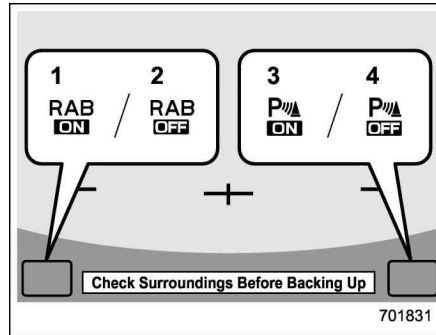 1 2 3 4
RAB / RAB P / P
ON OFF ON OFF
Check Surroundings Before Backing Up
701831